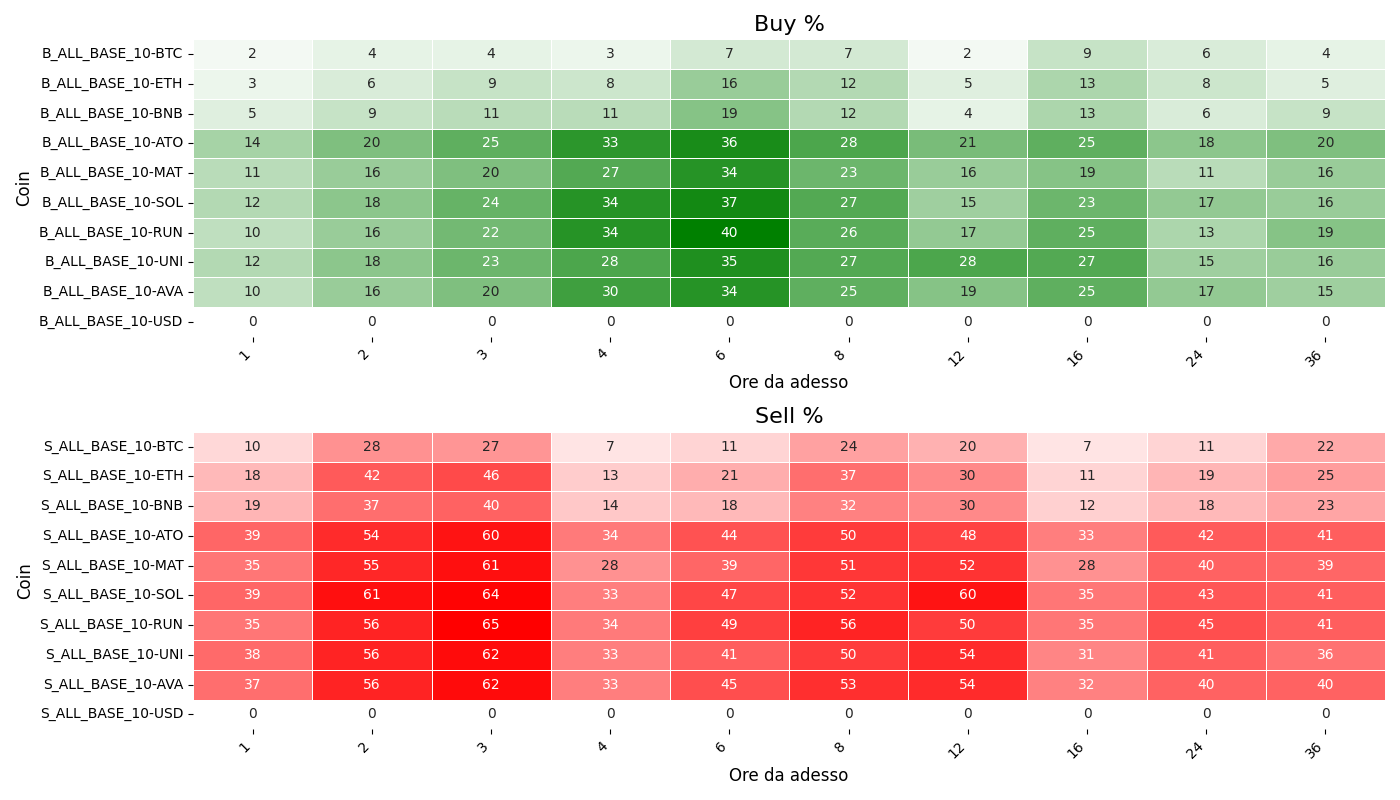 Buy %
Coin
B_ALL_BASE_10-BTC 2 4 4 3 7 7 2 9 6 4
B_ALL_BASE_10-ETH 3 6 9 8 16 12 5 13 8 5
B_ALL_BASE_10-BNB 5 9 11 11 19 12 4 13 6 9
B_ALL_BASE_10-ATO 14 20 25 33 36 28 21 25 18 20
B_ALL_BASE_10-MAT 11 16 20 27 34 23 16 19 11 16
B_ALL_BASE_10-SOL 12 18 24 34 37 27 15 23 17 16
B_ALL_BASE_10-RUN 10 16 22 34 40 26 17 25 13 19
B_ALL_BASE_10-UNI 12 18 23 28 35 27 28 27 15 16
B_ALL_BASE_10-AVA 10 16 20 30 34 25 19 25 17 15
B_ALL_BASE_10-USD 0 0 0 0 0 0 0 0 0 0
1 2 3 4 6 8 12 16 24 36
Ore da adesso
Sell %
Coin
S_ALL_BASE_10-BTC 10 28 27 7 11 24 20 7 11 22
S_ALL_BASE_10-ETH 18 42 46 13 21 37 30 11 19 25
S_ALL_BASE_10-BNB 19 37 40 14 18 32 30 12 18 23
S_ALL_BASE_10-ATO 39 54 60 34 44 50 48 33 42 41
S_ALL_BASE_10-MAT 35 55 61 28 39 51 52 28 40 39
S_ALL_BASE_10-SOL 39 61 64 33 47 52 60 35 43 41
S_ALL_BASE_10-RUN 35 56 65 34 49 56 50 35 45 41
S_ALL_BASE_10-UNI 38 56 62 33 41 50 54 31 41 36
S_ALL_BASE_10-AVA 37 56 62 33 45 53 54 32 40 40
S_ALL_BASE_10-USD 0 0 0 0 0 0 0 0 0 0
1 2 3 4 6 8 12 16 24 36
Ore da adesso